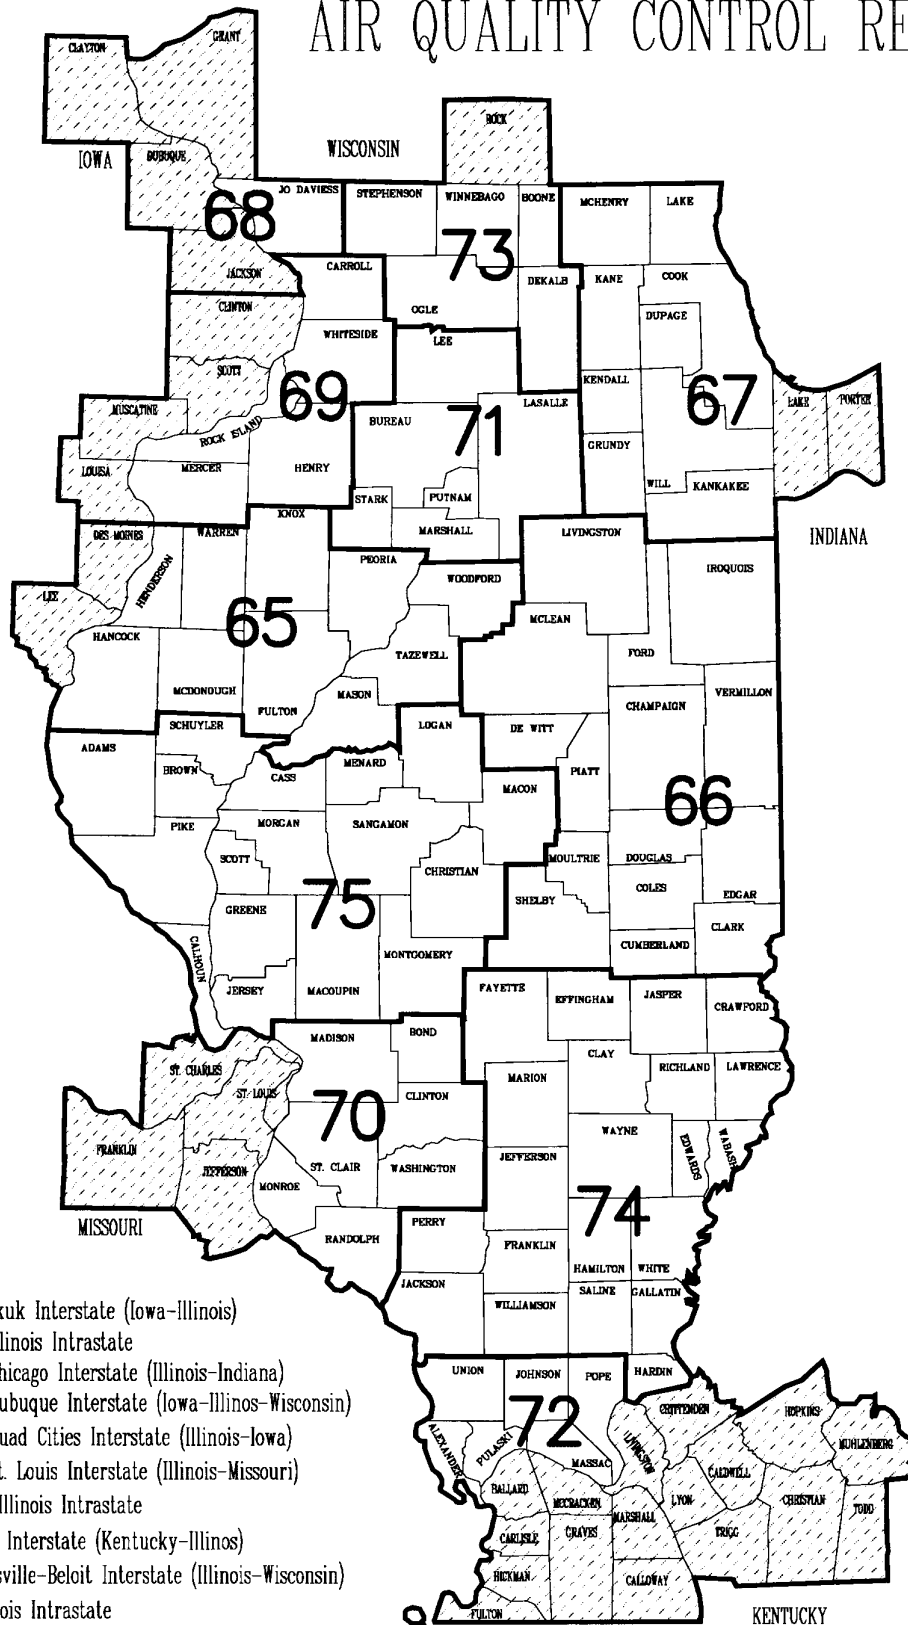 AIR QUALITY CONTROL RE
CLAYTON
GRANT
ROCK
IOWA
DUBUQUE
WISCONSIN
JO DAVIESS
STEPHENSON
WINNEBAGO
BOONE
MCHENRY
LAKE
68
73
JACKSON
CARROLL
DEKALB
KANE
COOK
CLINTON
OGLE
DUPAGE
WHITESIDE
LEE
SCOTT
69
KENDALL
67
LAKE
PORTER
MUSCATINE
ROCK ISLAND
BUREAU
71
LASALLE
LOUISA
MERCER
HENRY
GRUNDY
STARK
PUTNAM
WILL
KANKAKEE
DES MOINES
WARREN
KNOX
MARSHALL
LIVINGSTON
INDIANA
HENDERSON
PEORIA
WOODFORD
IROQUOIS
LEE
65
MCLEAN
HANCOCK
TAZEWELL
FORD
MCDONOUGH
MASON
VERMILLON
FULTON
CHAMPAIGN
SCHUYLER
LOGAN
DE WITT
ADAMS
BROWN
CASS
MENARD
PIATT
MACON
66
PIKE
MORGAN
SANGAMON
SCOTT
CHRISTIAN
MOULTRIE
DOUGLAS
75
SHELBY
COLES
EDGAR
GREENE
CLARK
CALHOUN
MONTGOMERY
CUMBERLAND
JERSEY
MACOUPIN
FAYETTE
EFFINGHAM
JASPER
CRAWFORD
MADISON
BOND
CLAY
ST. CHARLES
MARION
RICHLAND
LAWRENCE
ST. LOUIS
70
CLINTON
WAYNE
FRANKLIN
JEFFERSON
ST. CLAIR
WASHINGTON
JEFFERSON
EDWARDS
WABASH
MONROE
74
MISSOURI
RANDOLPH
PERRY
FRANKLIN
HAMILTON
WHITE
JACKSON
SALINE
GALLATIN
WILLIAMSON
kuk Interstate (Iowa-Illinois)
linois Intrastate
hicago Interstate (Illinois-Indiana)
ubuque Interstate (Iowa-Illinos-Wisconsin)
uad Cities Interstate (Illinois-Iowa)
t. Louis Interstate (Illinois-Missouri)
Illinois Intrastate
Interstate (Kentucky-Illinos)
sville-Beloit Interstate (Illinois-Wisconsin)
ois Intrastate
UNION
JOHNSON
POPE
HARDIN
72
CRITTENDEN
HOPKINS
ALEXANDER
PULASKI
MASSAC
LIVINGSTON
MUHLENBERG
BALLARD
MCCRACKEN
CALDWELL
MARSHALL
LYON
CHRISTIAN
TODD
CARLISLE
GRAVES
TRIGG
HICKMAN
CALLOWAY
FULTON
KENTUCKY